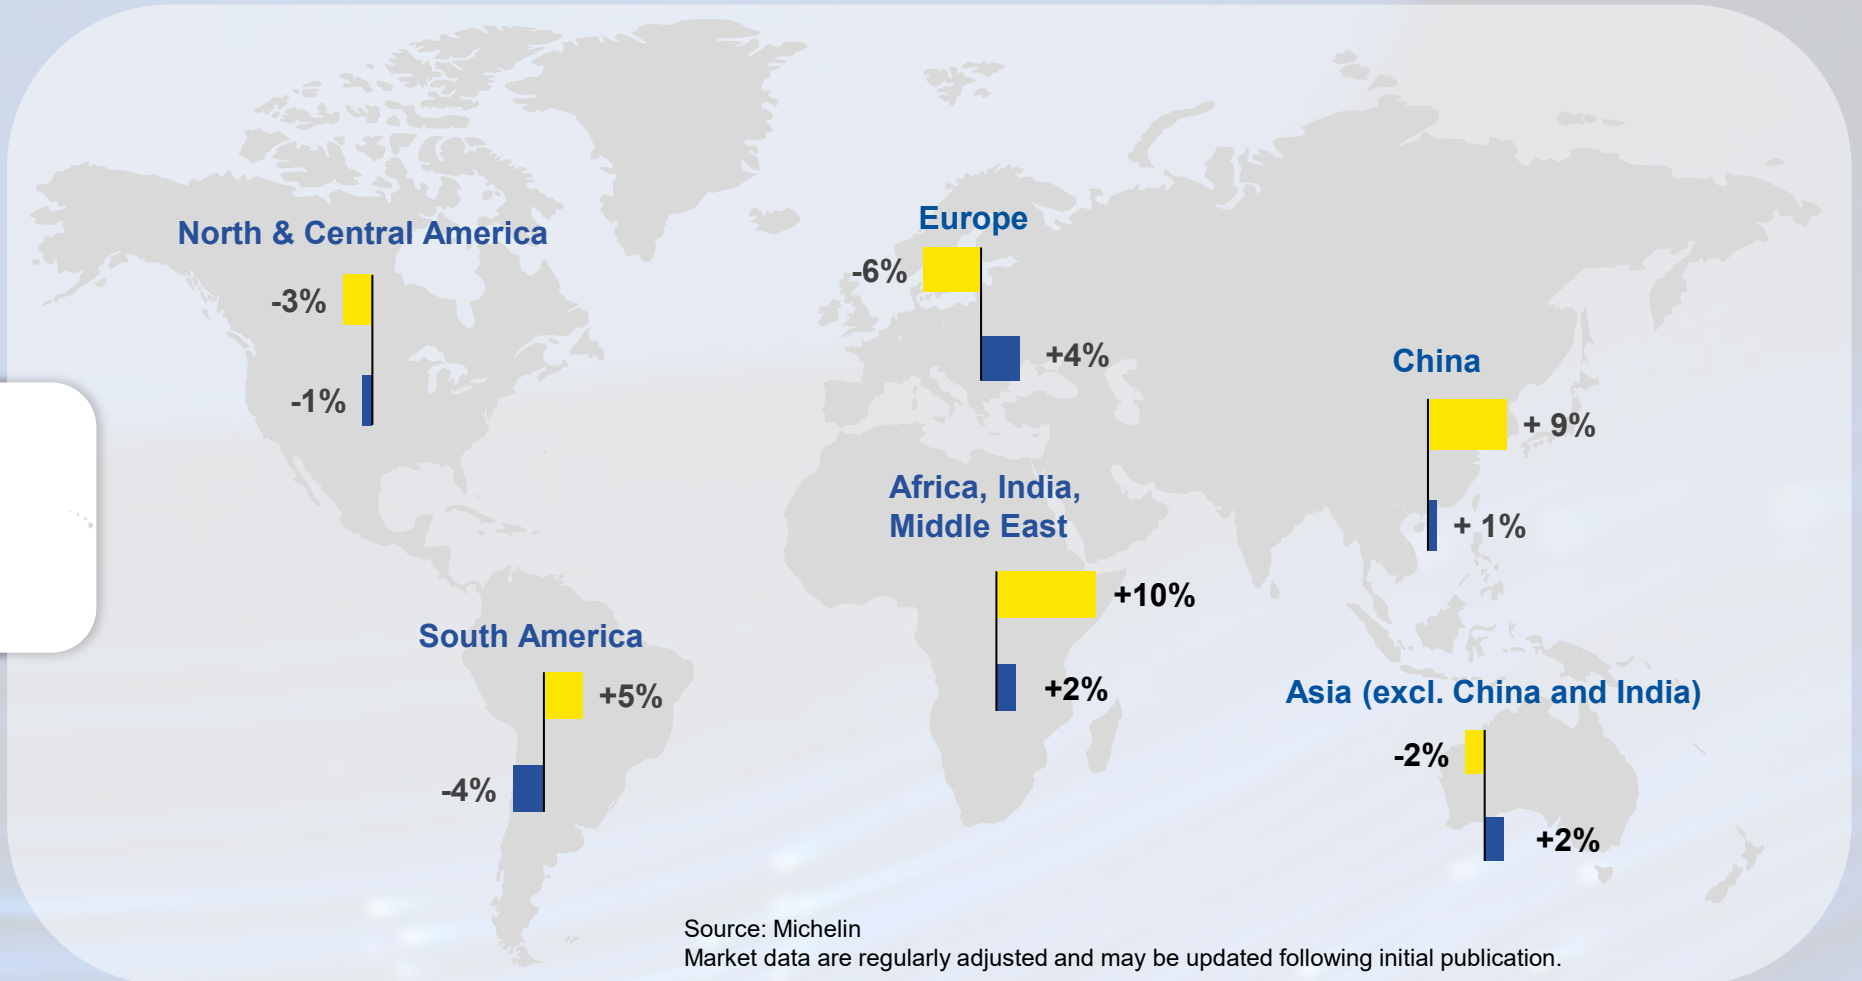 North & Central America
-3%
-1%
Europe
-6%
+4%
China
+ 9%
+ 1%
Africa, India,
Middle East
+10%
+2%
South America
+5%
-4%
Asia (excl. China and India)
-2%
+2%
Source: Michelin
Market data are regularly adjusted and may be updated following initial publication.